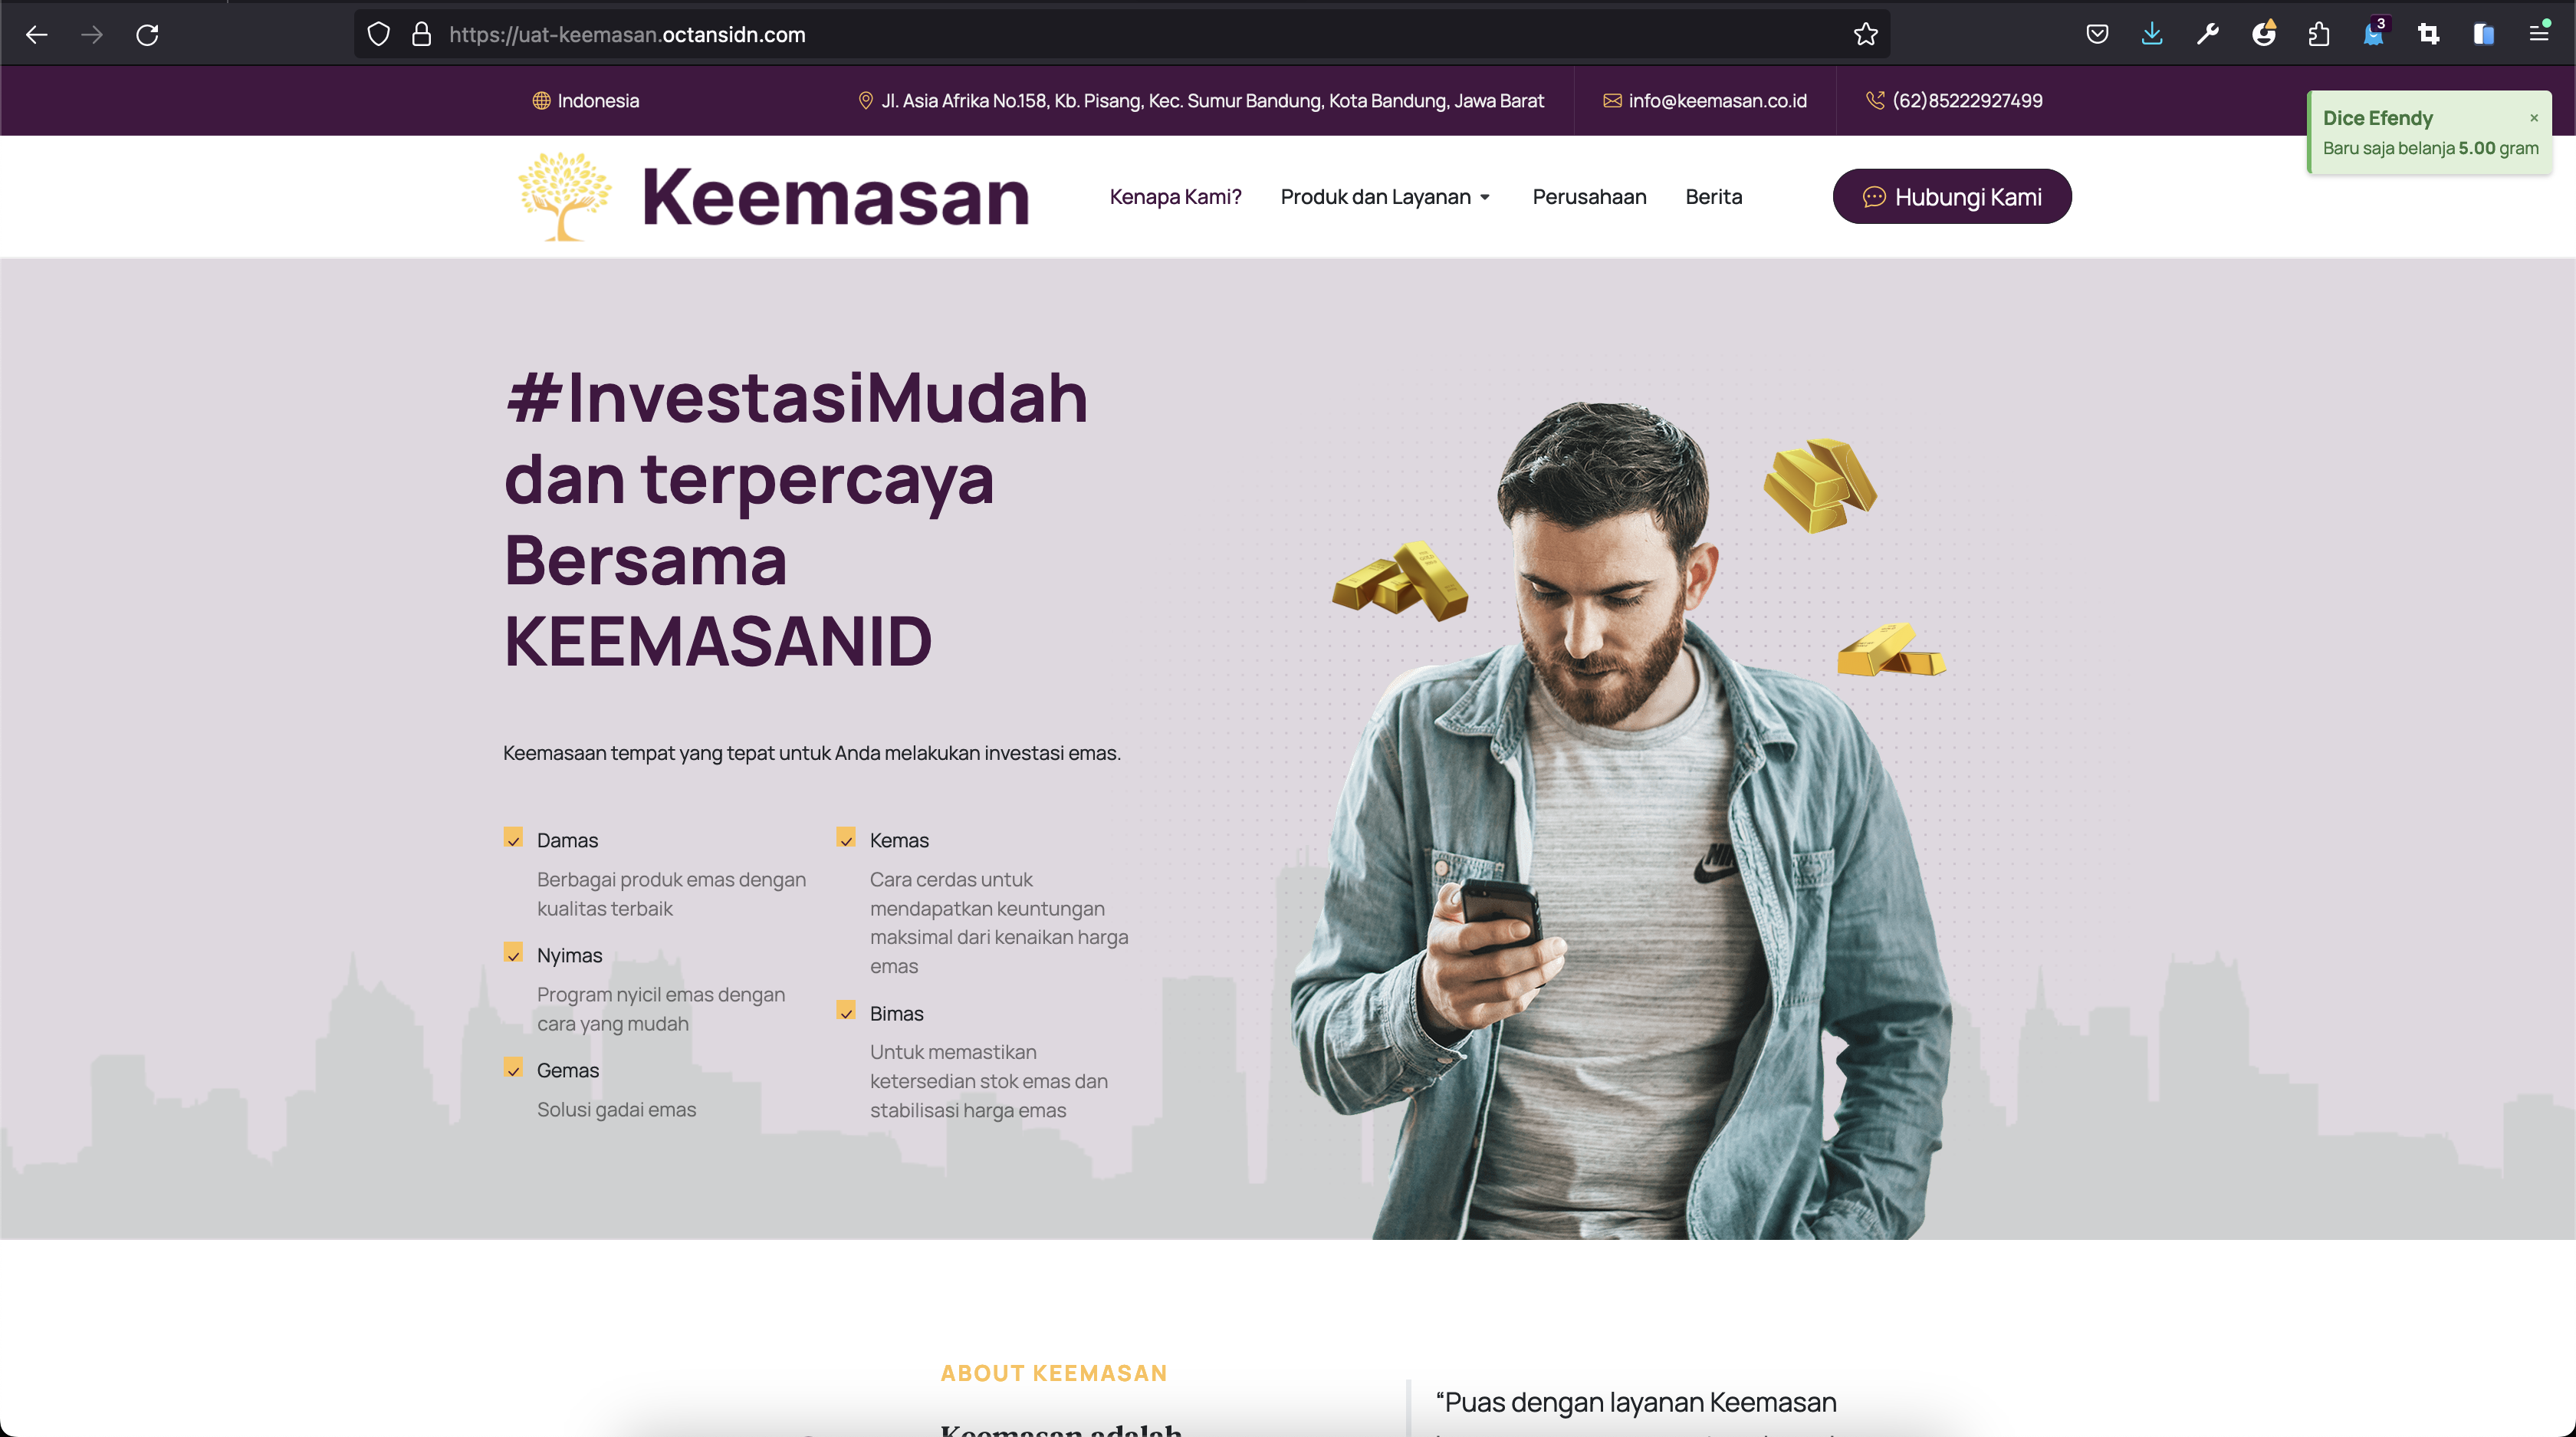 https://uat-keemasan.octansidn.com
3
Indonesia
Jl. Asia Afrika No.158, Kb. Pisang, Kec. Sumur Bandung, Kota Bandung, Jawa Barat
info@keemasan.co.id
(62)85222927499
Dice Efendy
×
Baru saja belanja 5.00 gram
Keemasan
Kenapa Kami?
Produk dan Layanan
Perusahaan
Berita
Hubungi Kami
#InvestasiMudah
dan terpercaya
Bersama
KEEMASANID
Keemasaan tempat yang tepat untuk Anda melakukan investasi emas.
Damas
Berbagai produk emas dengan
kualitas terbaik
Nyimas
Program nyicil emas dengan
cara yang mudah
Gemas
Solusi gadai emas
Kemas
Cara cerdas untuk
mendapatkan keuntungan
maksimal dari kenaikan harga
emas
Bimas
Untuk memastikan
ketersedian stok emas dan
stabilisasi harga emas
ABOUT KEEMASAN
Keemasan adalah
“Puas dengan layanan Keemasan